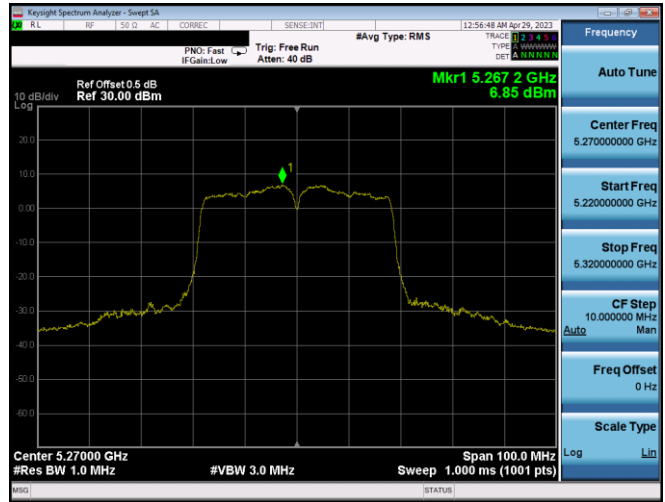 Keysight Spectrum Analyzer - Swept SA
RL RF 50 Ω AC CORREC SENSE:INT 12:56:48 AM Apr 29, 2023
#Avg Type: RMS TRACE 1 2 3 4 5 6
PNO: Fast Trig: Free Run TYPE A WWWWW
IFGain:Low Atten: 40 dB DET A N N N N N
Mkr1 5.267 2 GHz
6.85 dBm
Ref Offset 0.5 dB
10 dB/div Ref 30.00 dBm
Log
20.0
10.0
1
0.00
-10.0
-20.0
-30.0
-40.0
-50.0
-60.0
Center 5.27000 GHz Span 100.0 MHz
#Res BW 1.0 MHz #VBW 3.0 MHz Sweep 1.000 ms (1001 pts)
MSG STATUS
Frequency
Auto Tune
Center Freq
5.270000000 GHz
Start Freq
5.220000000 GHz
Stop Freq
5.320000000 GHz
CF Step
10.000000 MHz
Auto Man
Freq Offset
0 Hz
Scale Type
Log Lin